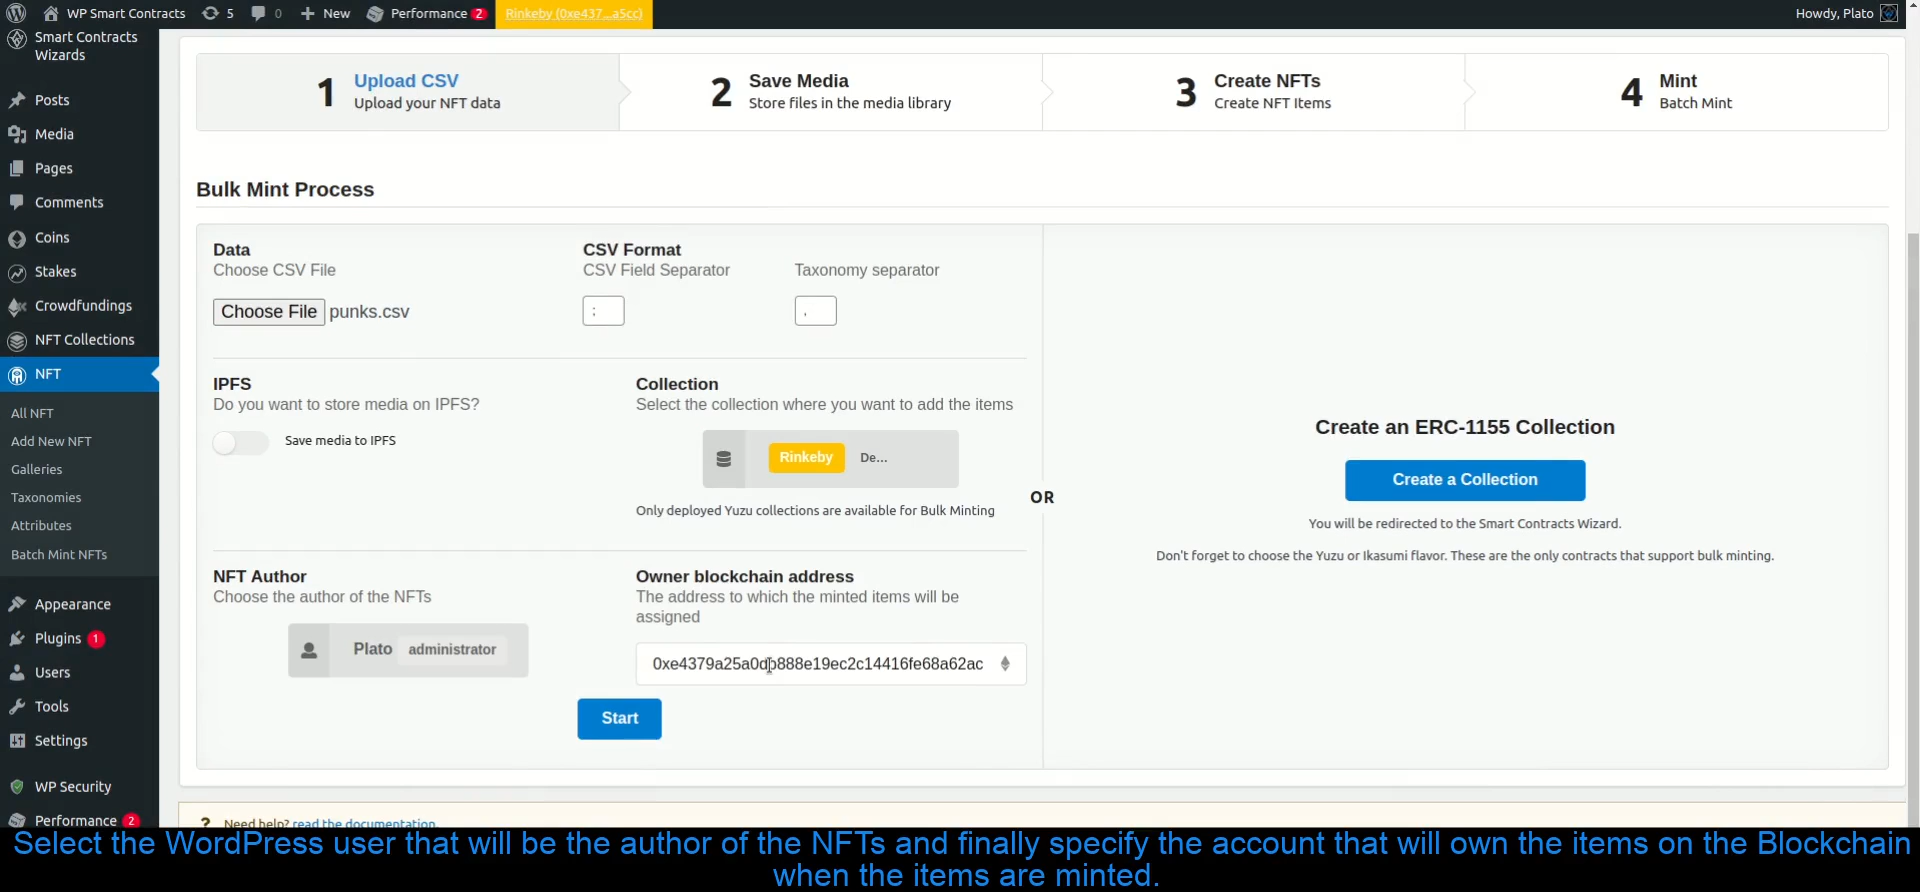 WP Smart Contracts 5 0 New Performance 2 Rinkeby (0xe437...a5cc) Howdy, Plato
Smart Contracts
Wizards
Posts
Media
Pages
Comments
Coins
Stakes
Crowdfundings
NFT Collections
NFT
All NFT
Add New NFT
Galleries
Taxonomies
Attributes
Batch Mint NFTs
Appearance
Plugins 1
Users
Tools
Settings
WP Security
Performance 2
1 Upload CSV
Upload your NFT data
2 Save Media
Store files in the media library
3 Create NFTs
Create NFT Items
4 Mint
Batch Mint
Bulk Mint Process
Data
Choose CSV File
Choose File punks.csv
CSV Format
CSV Field Separator
;
Taxonomy separator
,
IPFS
Do you want to store media on IPFS?
Save media to IPFS
Collection
Select the collection where you want to add the items
Rinkeby De...
Only deployed Yuzu collections are available for Bulk Minting
NFT Author
Choose the author of the NFTs
Plato administrator
Owner blockchain address
The address to which the minted items will be
assigned
Start
OR
Create an ERC-1155 Collection
Create a Collection
You will be redirected to the Smart Contracts Wizard.
Don't forget to choose the Yuzu or Ikasumi flavor. These are the only contracts that support bulk minting.
? Need help? read the documentation
Select the WordPress user that will be the author of the NFTs and finally specify the account that will own the items on the Blockchain
when the items are minted.